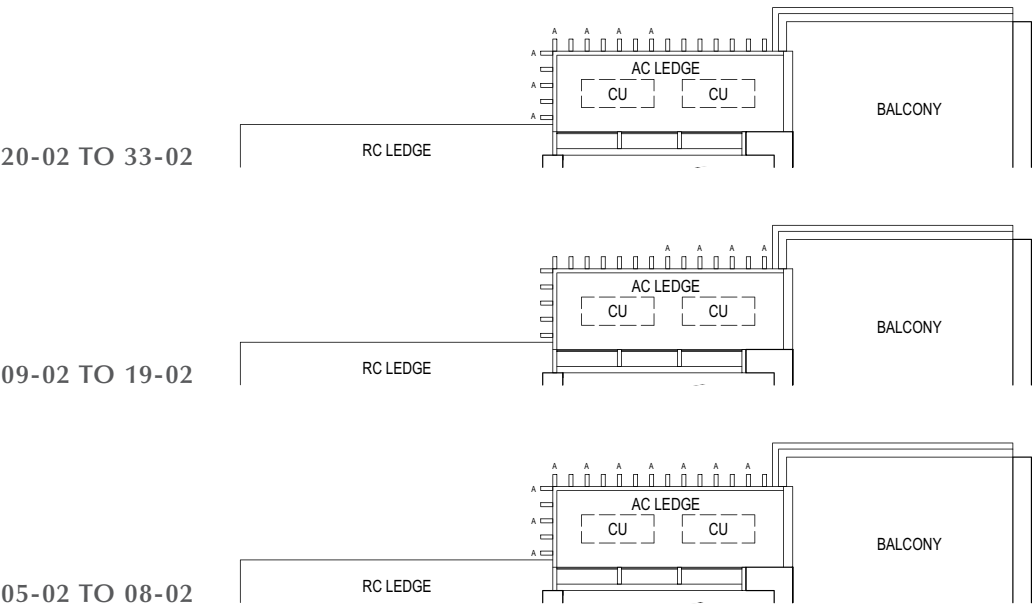 A A A A
A
AC LEDGE
A
CU CU
BALCONY
A
20-02 TO 33-02 RC LEDGE
A A A A
AC LEDGE
CU CU
BALCONY
09-02 TO 19-02 RC LEDGE
A A A A A A A
A
AC LEDGE
A
CU CU
BALCONY
A
05-02 TO 08-02 RC LEDGE